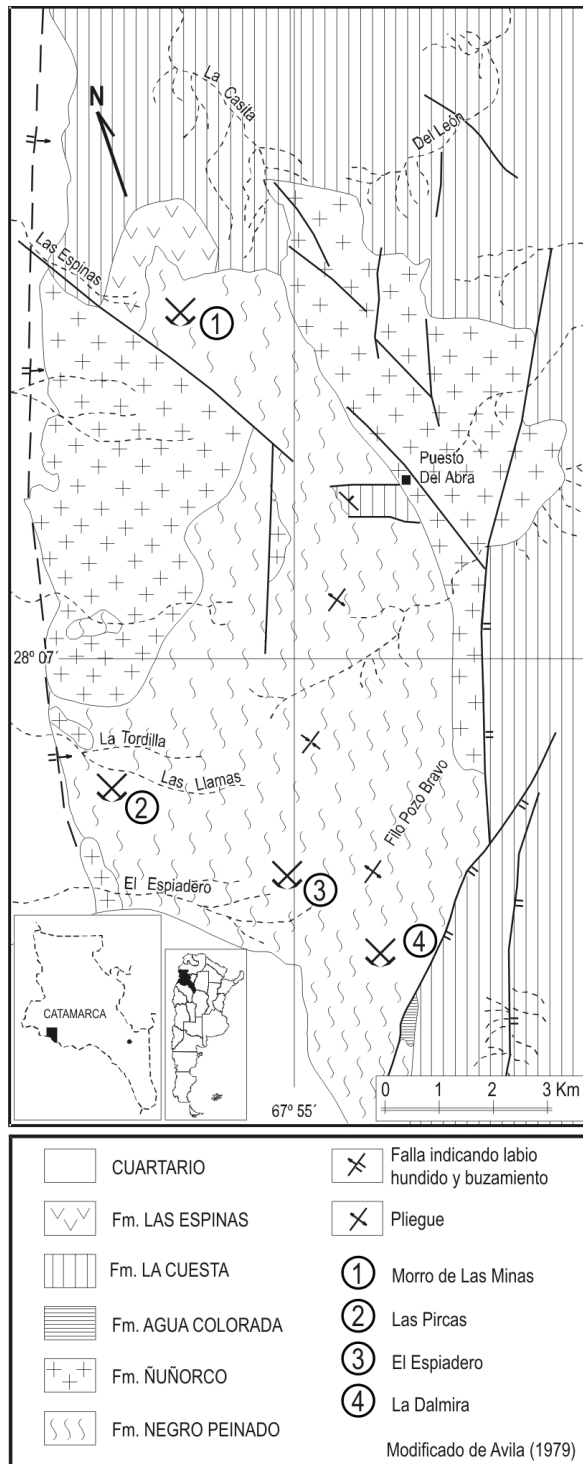 La Casita
Del León
N
Las Espinas
1
Puesto
Del Abra
28º 07´
La Tordilla
Las Llamas
2
Filo Pozo Bravo
El Espiadero
3
4
CATAMARCA
67º 55´
0 1 2 3 Km
CUARTARIO
Fm. LAS ESPINAS
Fm. LA CUESTA
Fm. AGUA COLORADA
Fm. ÑUÑORCO
Fm. NEGRO PEINADO
Falla indicando labio
hundido y buzamiento
Pliegue
1 Morro de Las Minas
2 Las Pircas
3 El Espiadero
4 La Dalmira
Modificado de Avila (1979)